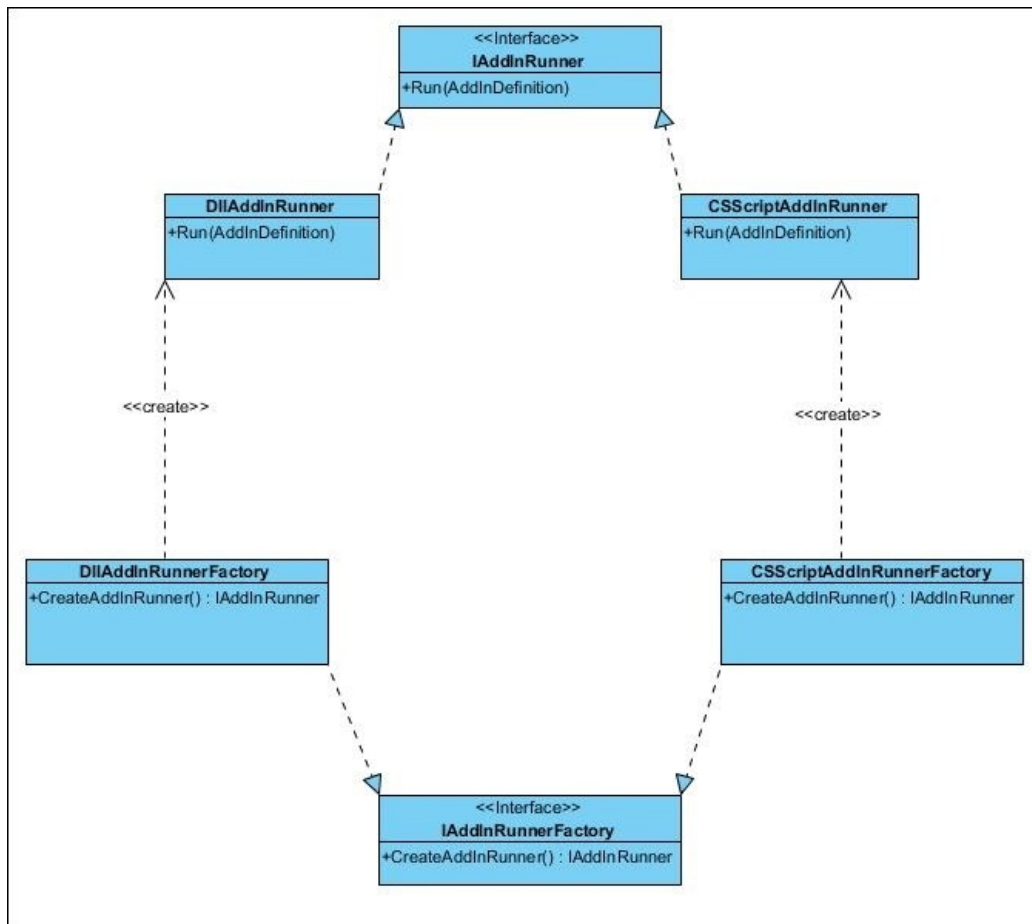 <<Interface>>
IAddInRunner
+Run(AddInDefinition)
DllAddInRunner
+Run(AddInDefinition)
CSScriptAddInRunner
+Run(AddInDefinition)
<<create>>
<<create>>
DllAddInRunnerFactory
+CreateAddInRunner() : IAddInRunner
CSScriptAddInRunnerFactory
+CreateAddInRunner() : IAddInRunner
<<Interface>>
IAddInRunnerFactory
+CreateAddInRunner() : IAddInRunner